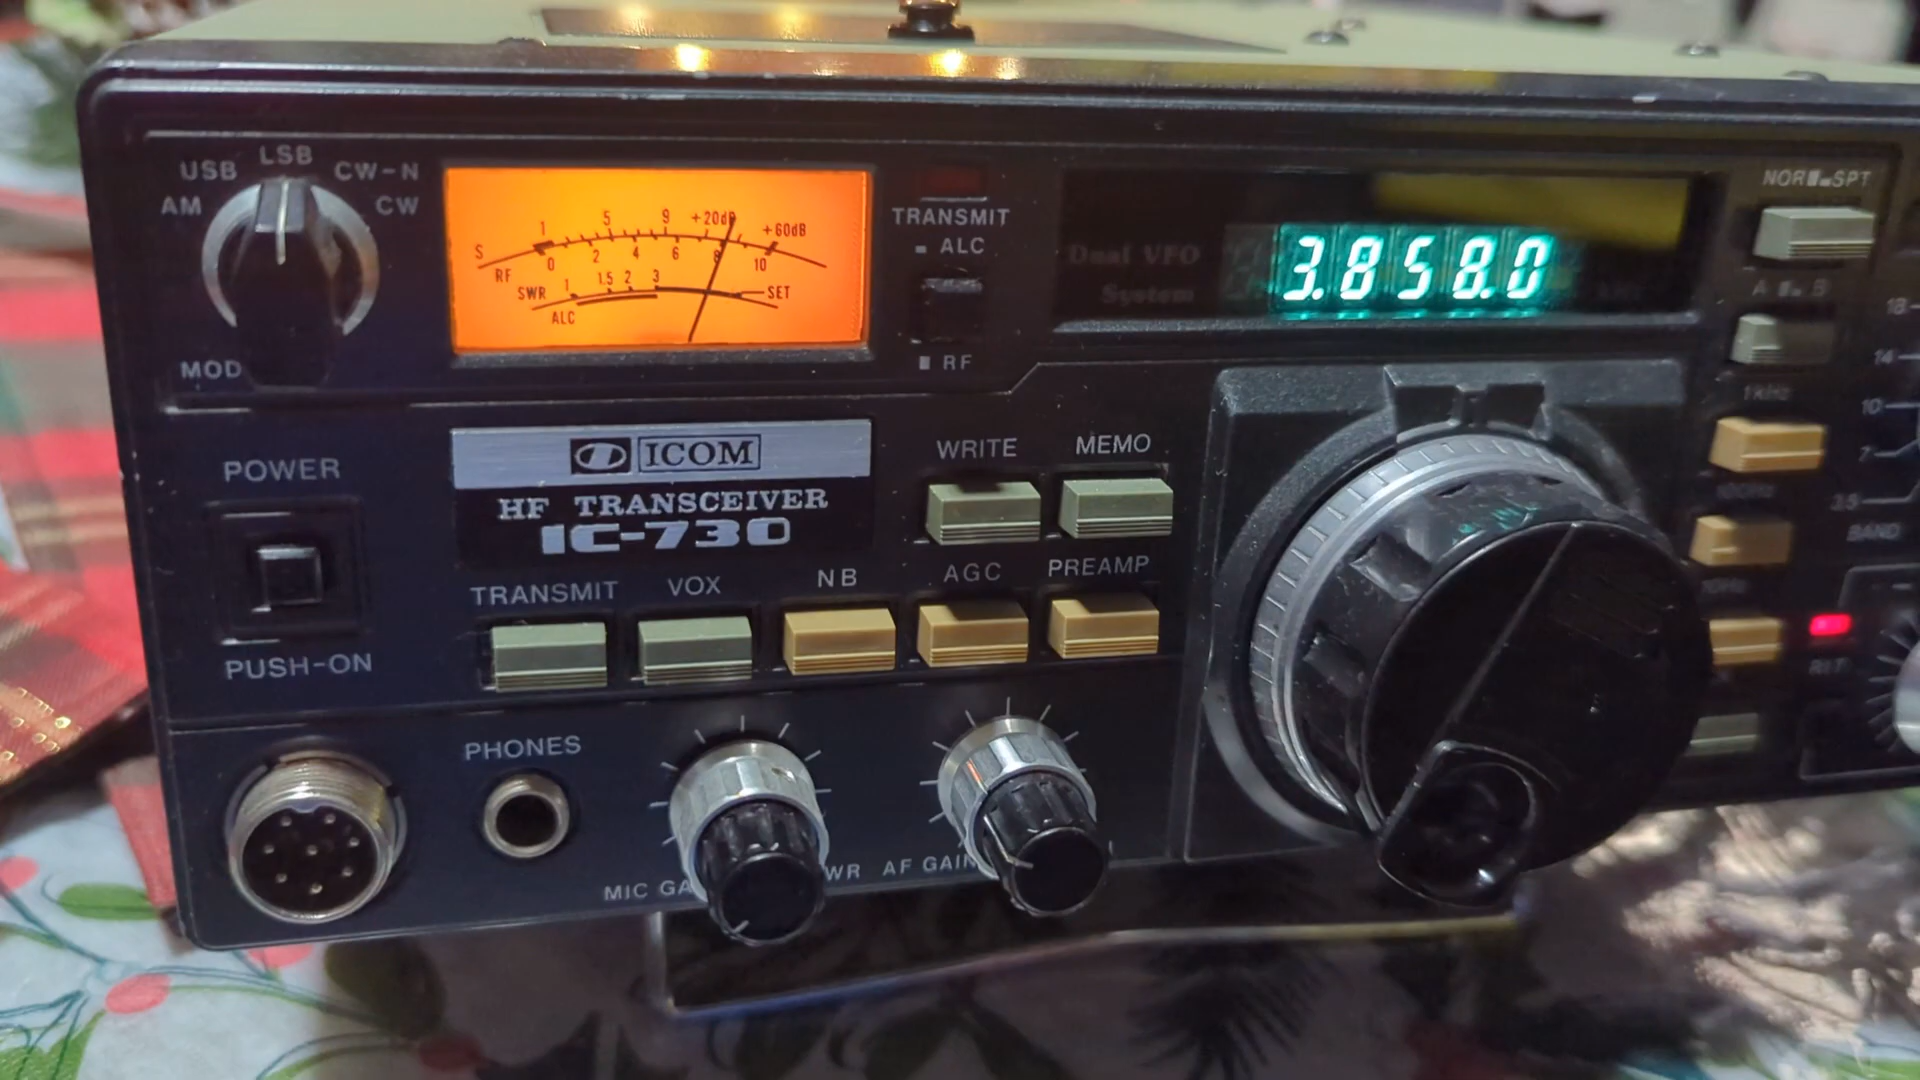 USB LSB CW-N
AM CW
MOD
1 5 9 +20dB +60dB
S
0 2 4 6 8 10
RF
SWR 1 1.5 2 3 SET
ALC
TRANSMIT
ALC
RF
Dual VFO
System
3.858.0
NOR SPT
A B
1KHz
18
14
10
7
3.5
BAND
RIT
POWER
PUSH-ON
ICOM
HF TRANSCEIVER
IC-730
WRITE MEMO
TRANSMIT VOX NB AGC PREAMP
PHONES
MIC GA WR AF GAIN